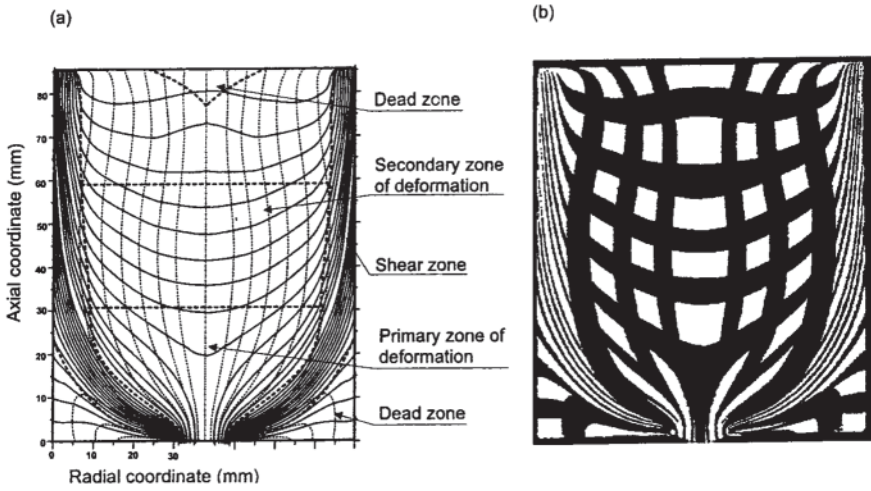 (a)
(b)
Axial coordinate (mm)
80
70
60
50
40
30
20
10
0
0
10
20
30
Radial coordinate (mm)
Dead zone
Secondary zone
of deformation
Shear zone
Primary zone of
deformation
Dead zone